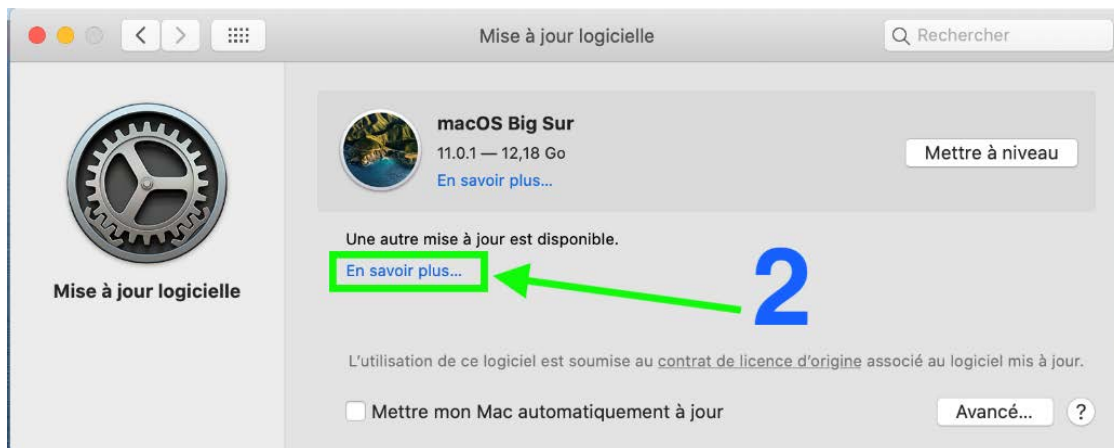 Mise à jour logicielle
Rechercher
macOS Big Sur
11.0.1 — 12,18 Go
En savoir plus...
Mettre à niveau
Une autre mise à jour est disponible.
En savoir plus...
2
Mise à jour logicielle
L'utilisation de ce logiciel est soumise au contrat de licence d'origine associé au logiciel mis à jour.
Mettre mon Mac automatiquement à jour
Avancé...
?